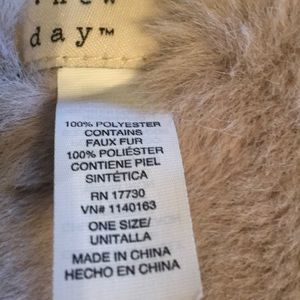 new
day™
100% POLYESTER
CONTAINS
FAUX FUR
100% POLIÉSTER
CONTIENE PIEL
SINTÉTICA
RN 17730
VN# 1140163
ONE SIZE/
UNITALLA
MADE IN CHINA
HECHO EN CHINA